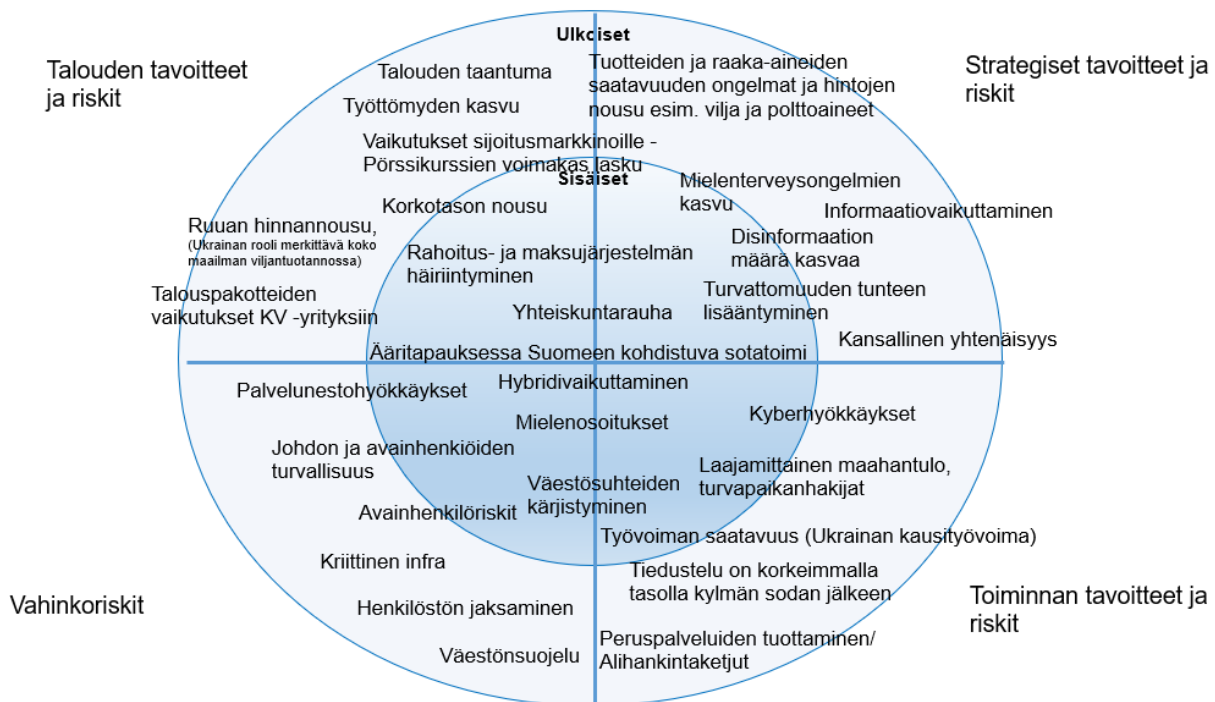 Ulkoiset
Talouden tavoitteet
ja riskit
Talouden taantuma
Työttömyden kasvu
Vaikutukset sijoitusmarkkinoille -
Pörssikurssien voimakas lasku
Tuotteiden ja raaka-aineiden
saatavuuden ongelmat ja hintojen
nousu esim. vilja ja polttoaineet
Strategiset tavoitteet ja
riskit
Sisäiset
Korkotason nousu
Mielenterveysongelmien
kasvu
Informaatiovaikuttaminen
Ruuan hinnannousu,
(Ukrainan rooli merkittävä koko
maailman viljantuotannossa)
Rahoitus- ja maksujärjestelmän
häiriintyminen
Disinformaation
määrä kasvaa
Talouspakotteiden
vaikutukset KV -yrityksiin
Yhteiskuntarauha
Turvattomuuden tunteen
lisääntyminen
Kansallinen yhtenäisyys
Ääritapauksessa Suomeen kohdistuva sotatoimi
Palvelunestohyökkäykset
Hybridivaikuttaminen
Mielenosoitukset
Kyberhyökkäykset
Johdon ja avainhenkiöiden
turvallisuus
Väestösuhteiden
kärjistyminen
Laajamittainen maahantulo,
turvapaikanhakijat
Avainhenkilöriskit
Työvoiman saatavuus (Ukrainan kausityövoima)
Kriittinen infra
Tiedustelu on korkeimmalla
tasolla kylmän sodan jälkeen
Vahinkoriskit
Henkilöstön jaksaminen
Toiminnan tavoitteet ja
riskit
Väestönsuojelu
Peruspalveluiden tuottaminen/
Alihankintaketjut